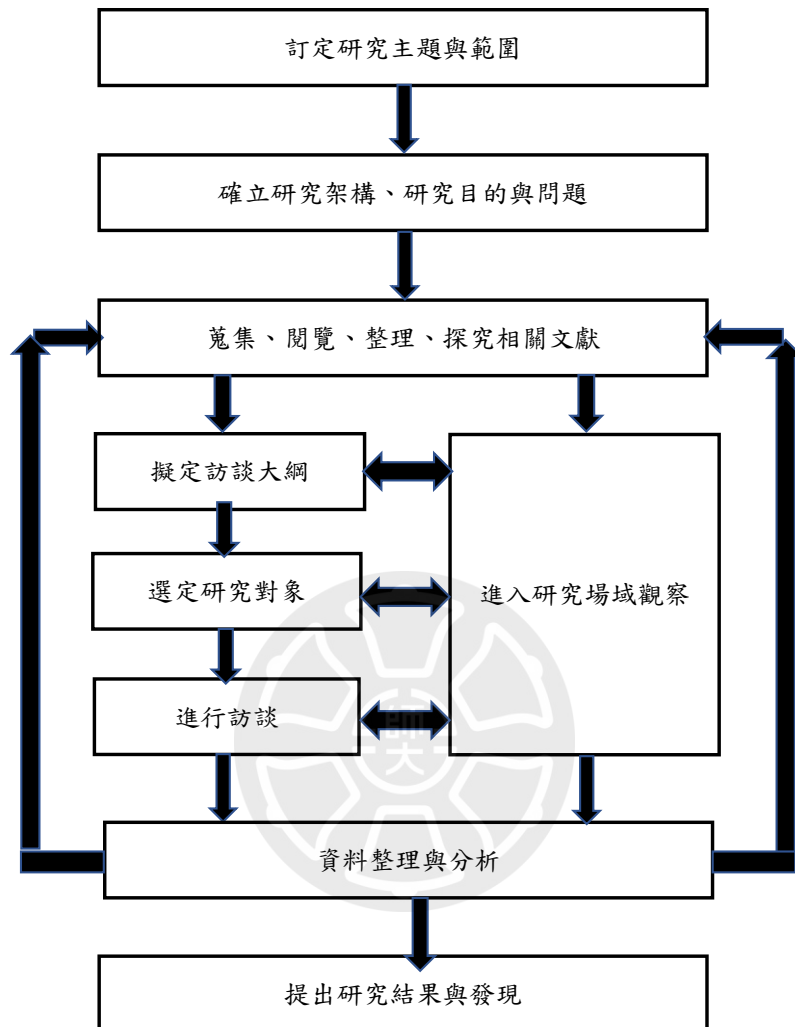 訂定研究主題與範圍
確立研究架構、研究目的與問題
蒐集、閱覽、整理、探究相關文獻
擬定訪談大綱
選定研究對象
進入研究場域觀察
進行訪談
師大
資料整理與分析
提出研究結果與發現